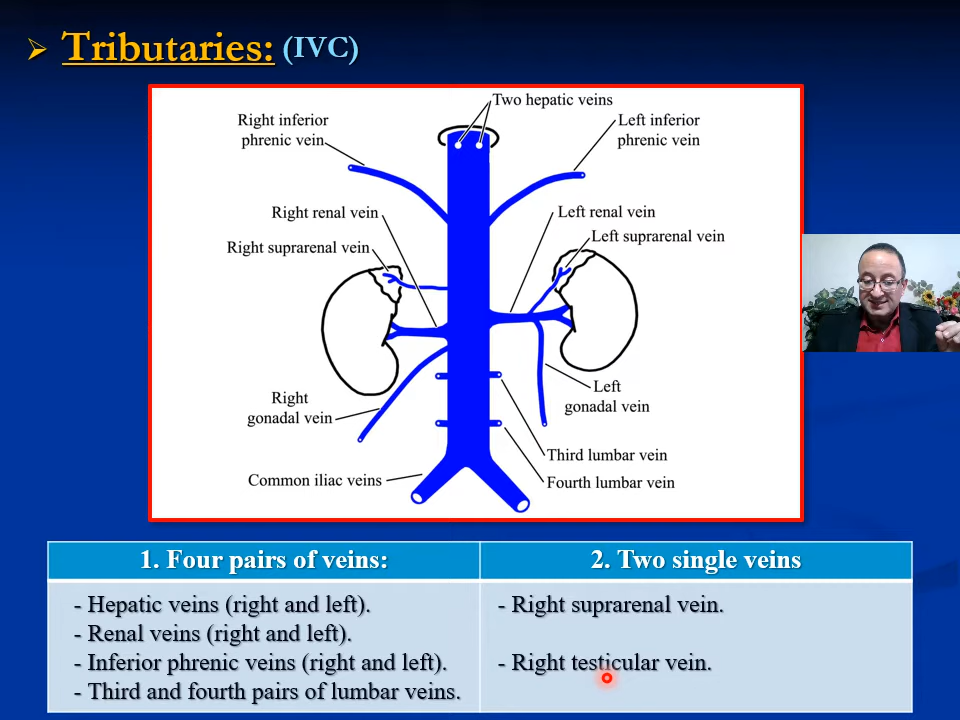 Tributaries: (IVC)
Two hepatic veins
Right inferior
phrenic vein
Left inferior
phrenic vein
Right renal vein
Left renal vein
Right suprarenal vein
Left suprarenal vein
Right
gonadal vein
Left
gonadal vein
Third lumbar vein
Common iliac veins
Fourth lumbar vein
1. Four pairs of veins:
- Hepatic veins (right and left).
- Renal veins (right and left).
- Inferior phrenic veins (right and left).
- Third and fourth pairs of lumbar veins.
2. Two single veins
- Right suprarenal vein.
- Right testicular vein.